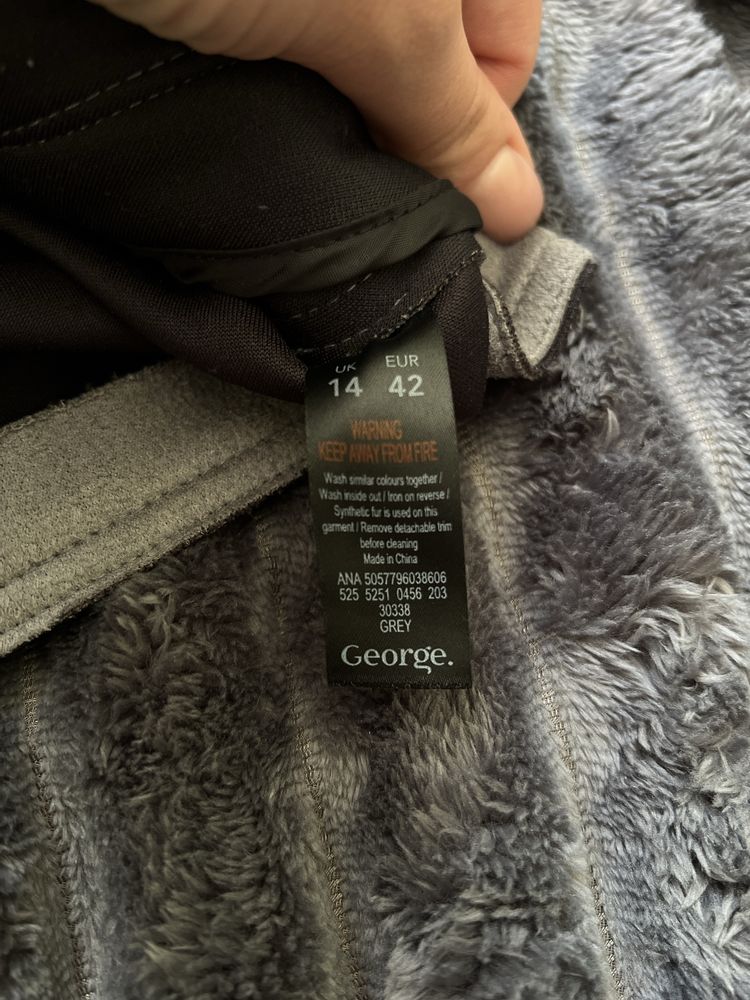 UK EUR
14 42
WARNING
KEEP AWAY FROM FIRE
Wash similar colours together /
Wash inside out / Iron on reverse /
Synthetic fur is used on this
garment / Remove detachable trim
before cleaning
Made in China
ANA 5057796038606
525 5251 0456 203
30338
GREY
George.